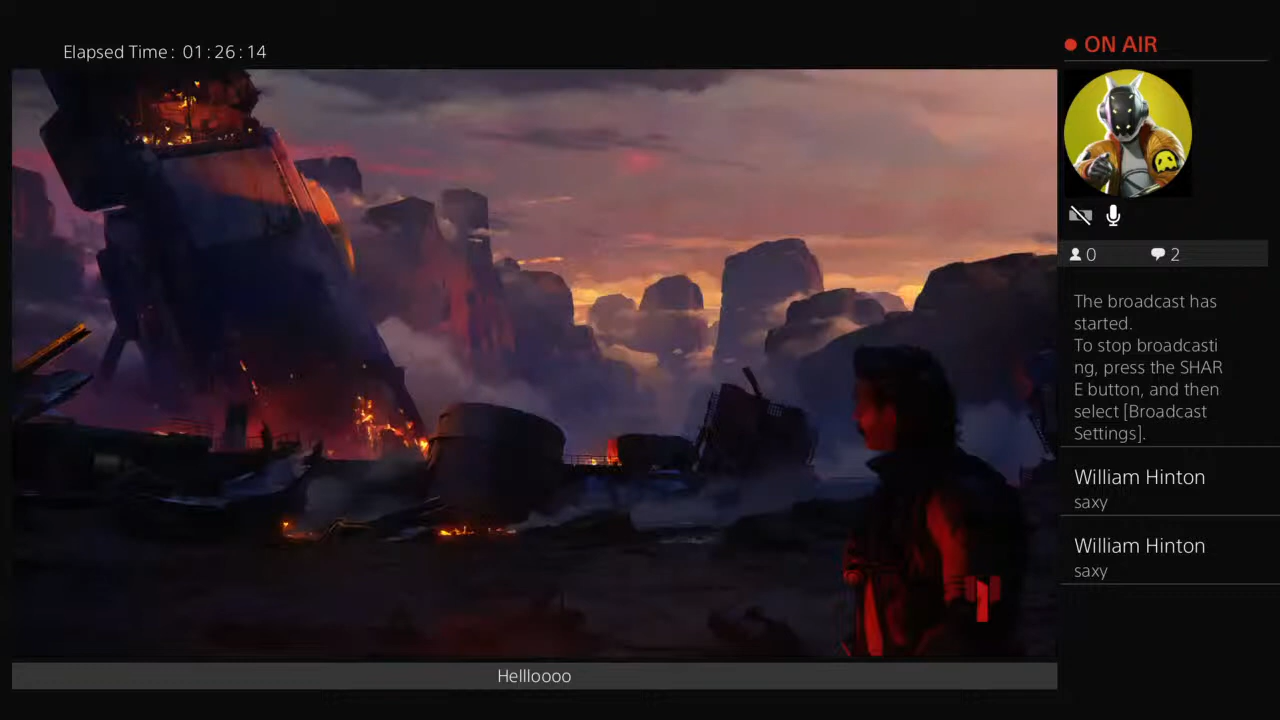 Elapsed Time: 01:26:14
ON AIR
0
2
The broadcast has
started.
To stop broadcasti
ng, press the SHAR
E button, and then
select [Broadcast
Settings].
William Hinton
saxy
William Hinton
saxy
Hellloooo